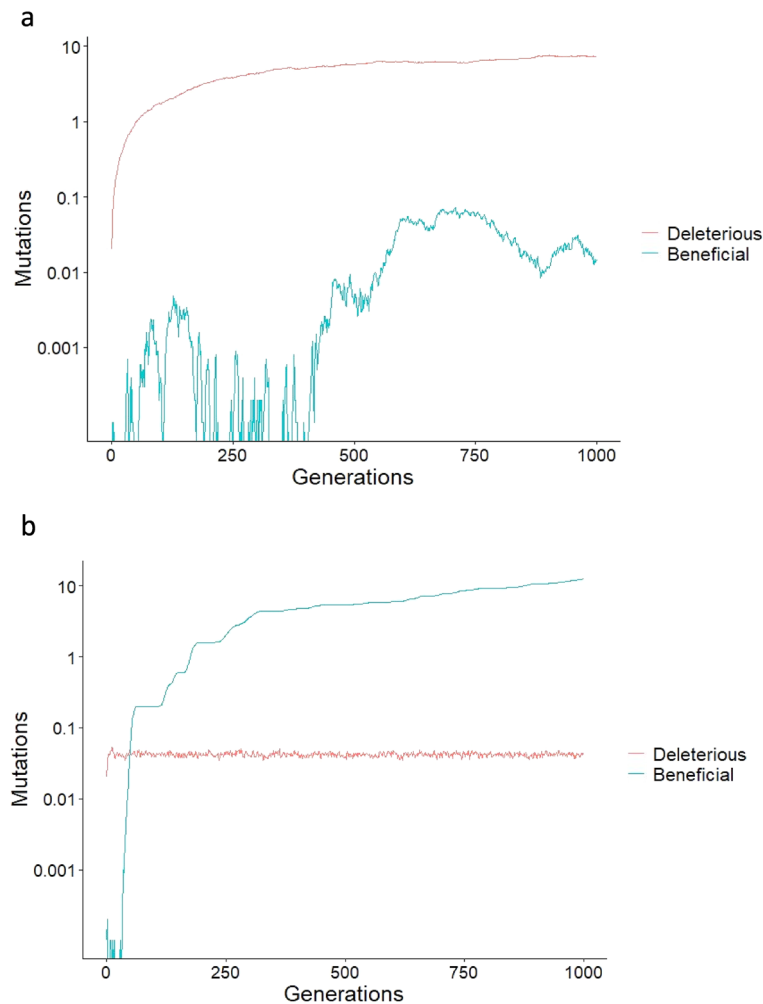 a
10
1
0.1
0.01
0.001
Mutations
0
250
500
750
1000
Generations
Deleterious
Beneficial
b
10
1
0.1
0.01
0.001
Mutations
0
250
500
750
1000
Generations
Deleterious
Beneficial